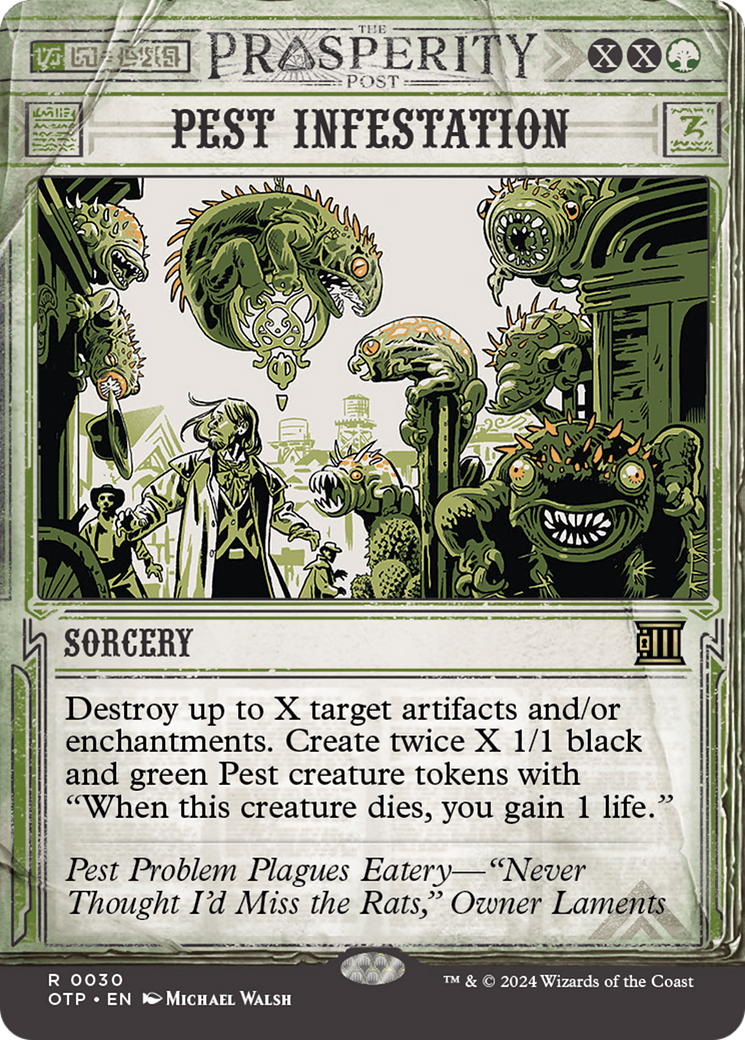 THE
PROSPERITY
POST
X X
PEST INFESTATION
SORCERY
Destroy up to X target artifacts and/or
enchantments. Create twice X 1/1 black
and green Pest creature tokens with
“When this creature dies, you gain 1 life.”
Pest Problem Plagues Eatery—“Never
Thought I’d Miss the Rats,” Owner Laments
R 0030
OTP • EN Michael Walsh
™ & © 2024 Wizards of the Coast